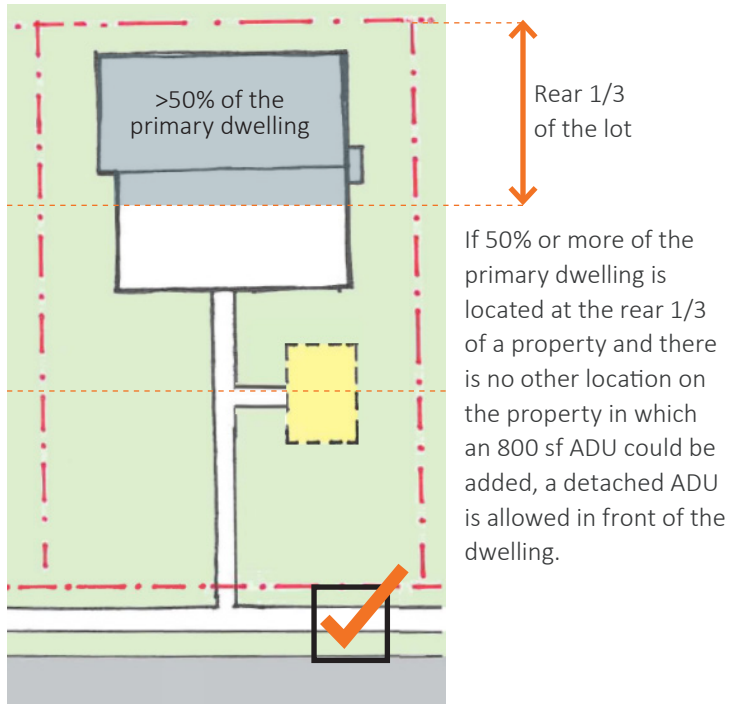 >50% of the
primary dwelling
Rear 1/3
of the lot
If 50% or more of the
primary dwelling is
located at the rear 1/3
of a property and there
is no other location on
the property in which
an 800 sf ADU could be
added, a detached ADU
is allowed in front of the
dwelling.